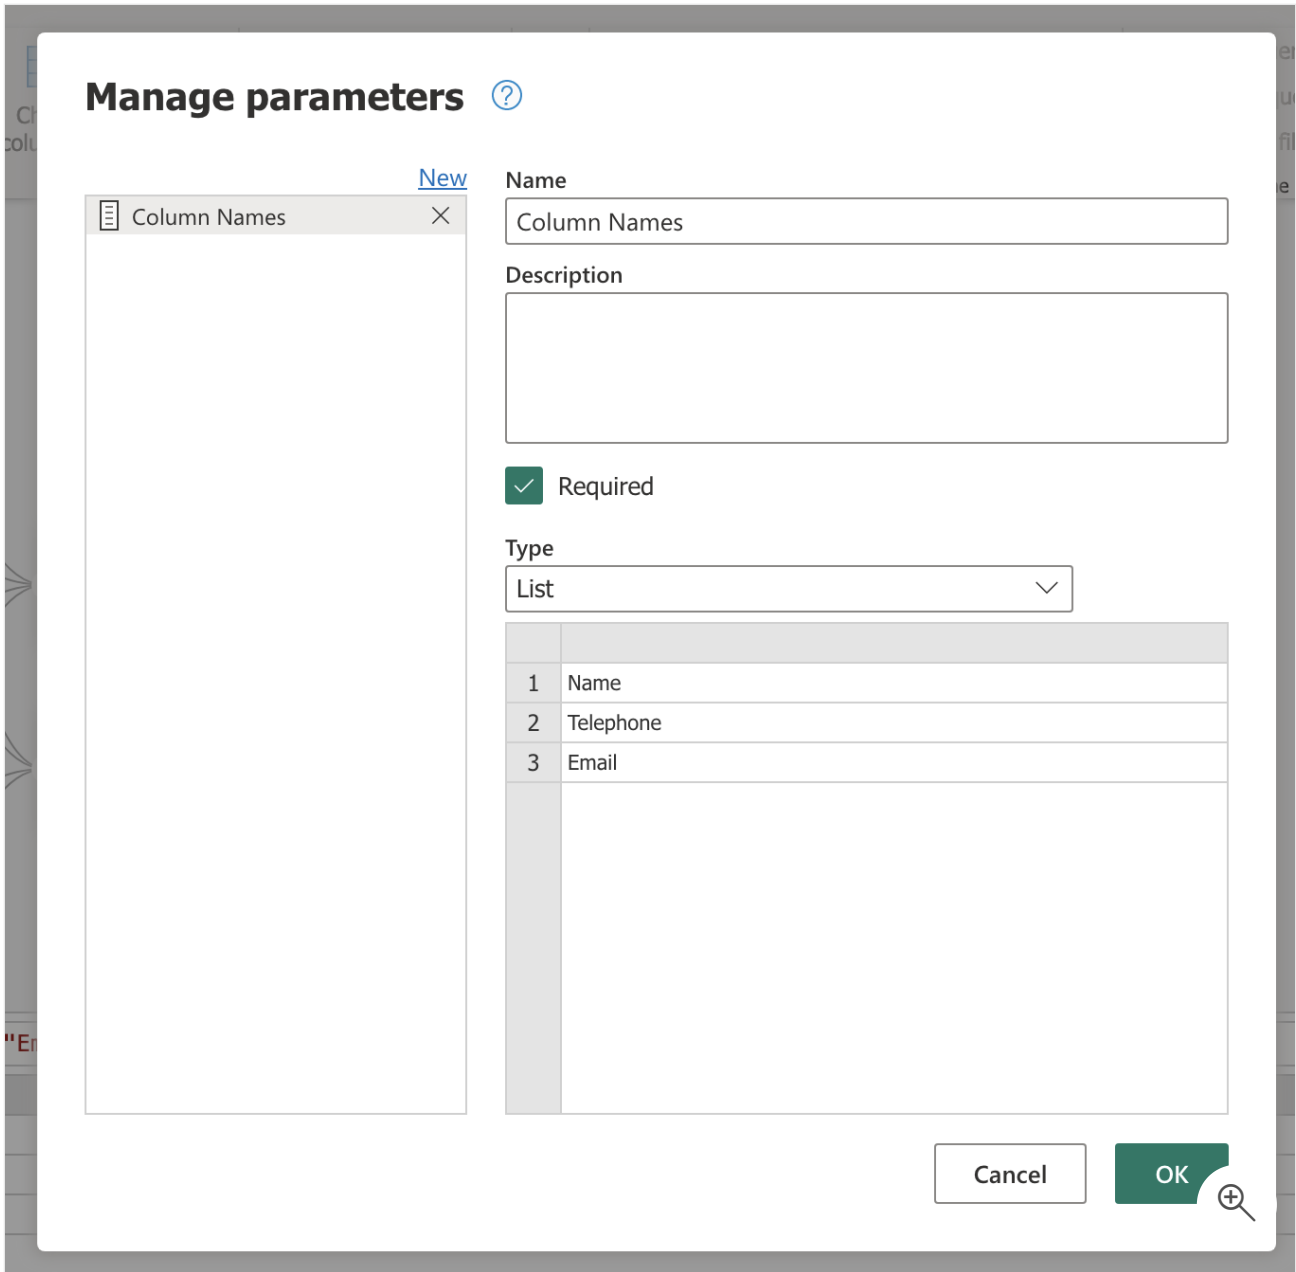 Manage parameters
New
Column Names
Name
Column Names
Description
Required
Type
List
1 Name
2 Telephone
3 Email
Cancel
OK